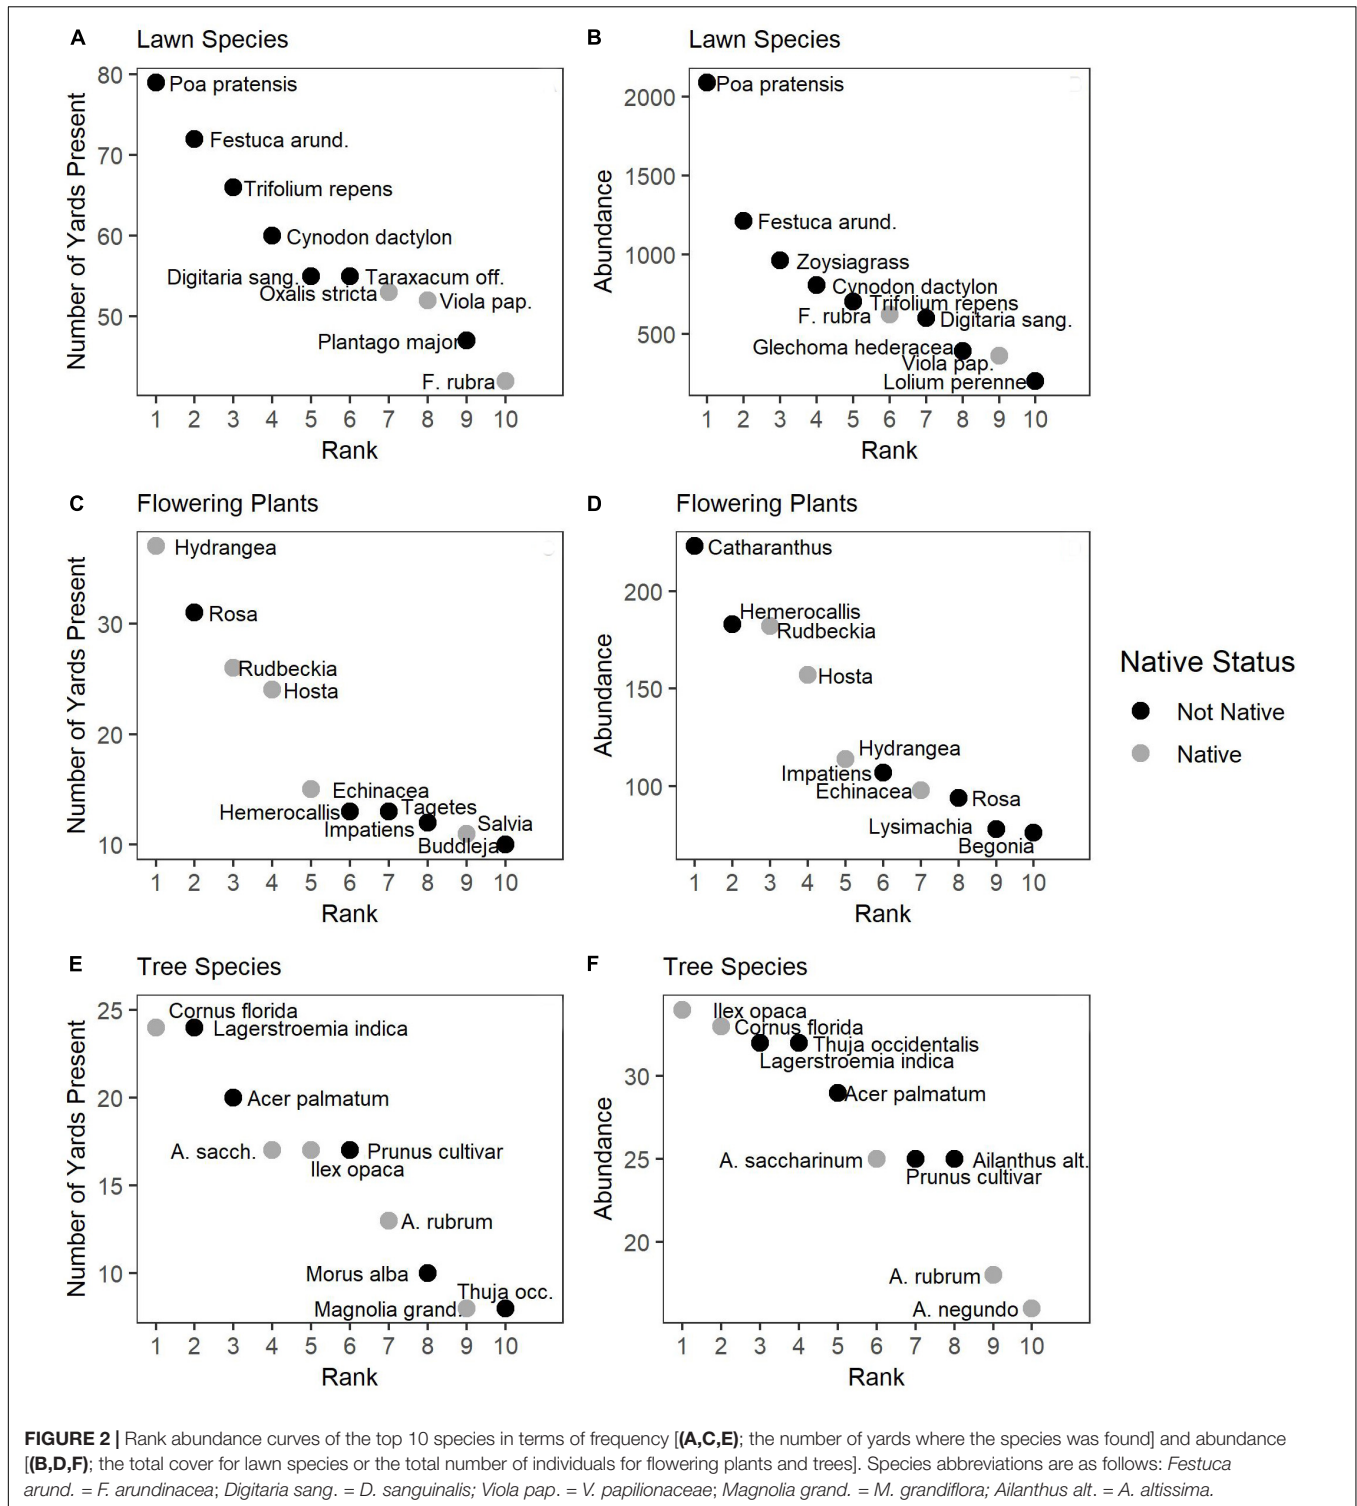 A Lawn Species
Number of Yards Present
80
70
60
50
Poa pratensis
Festuca arund.
Trifolium repens
Cynodon dactylon
Digitaria sang.
Taraxacum off.
Oxalis stricta
Viola pap.
Plantago major
F. rubra
1 2 3 4 5 6 7 8 9 10
Rank
B Lawn Species
Abundance
2000
1500
1000
500
Poa pratensis
Festuca arund.
Zoysiagrass
Cynodon dactylon
Trifolium repens
F. rubra
Digitaria sang.
Glechoma hederacea
Viola pap.
Lolium perenne
1 2 3 4 5 6 7 8 9 10
Rank
C Flowering Plants
Number of Yards Present
30
20
10
Hydrangea
Rosa
Rudbeckia
Hosta
Echinacea
Hemerocallis
Tagetes
Impatiens
Salvia
Buddleja
1 2 3 4 5 6 7 8 9 10
Rank
D Flowering Plants
Abundance
200
150
100
Catharanthus
Hemerocallis
Rudbeckia
Hosta
Hydrangea
Impatiens
Echinacea
Rosa
Lysimachia
Begonia
1 2 3 4 5 6 7 8 9 10
Rank
Native Status
Not Native
Native
E Tree Species
Number of Yards Present
25
20
15
10
Cornus florida
Lagerstroemia indica
Acer palmatum
A. sacch.
Prunus cultivar
Ilex opaca
A. rubrum
Morus alba
Thuja occ.
Magnolia grand.
1 2 3 4 5 6 7 8 9 10
Rank
F Tree Species
Abundance
30
25
20
Ilex opaca
Cornus florida
Thuja occidentalis
Lagerstroemia indica
Acer palmatum
A. saccharinum
Ailanthus alt.
Prunus cultivar
A. rubrum
A. negundo
1 2 3 4 5 6 7 8 9 10
Rank
FIGURE 2 | Rank abundance curves of the top 10 species in terms of frequency [(A,C,E); the number of yards where the species was found] and abundance
[(B,D,F); the total cover for lawn species or the total number of individuals for flowering plants and trees]. Species abbreviations are as follows: Festuca
arund. = F. arundinacea; Digitaria sang. = D. sanguinalis; Viola pap. = V. papilionaceae; Magnolia grand. = M. grandiflora; Ailanthus alt. = A. altissima.